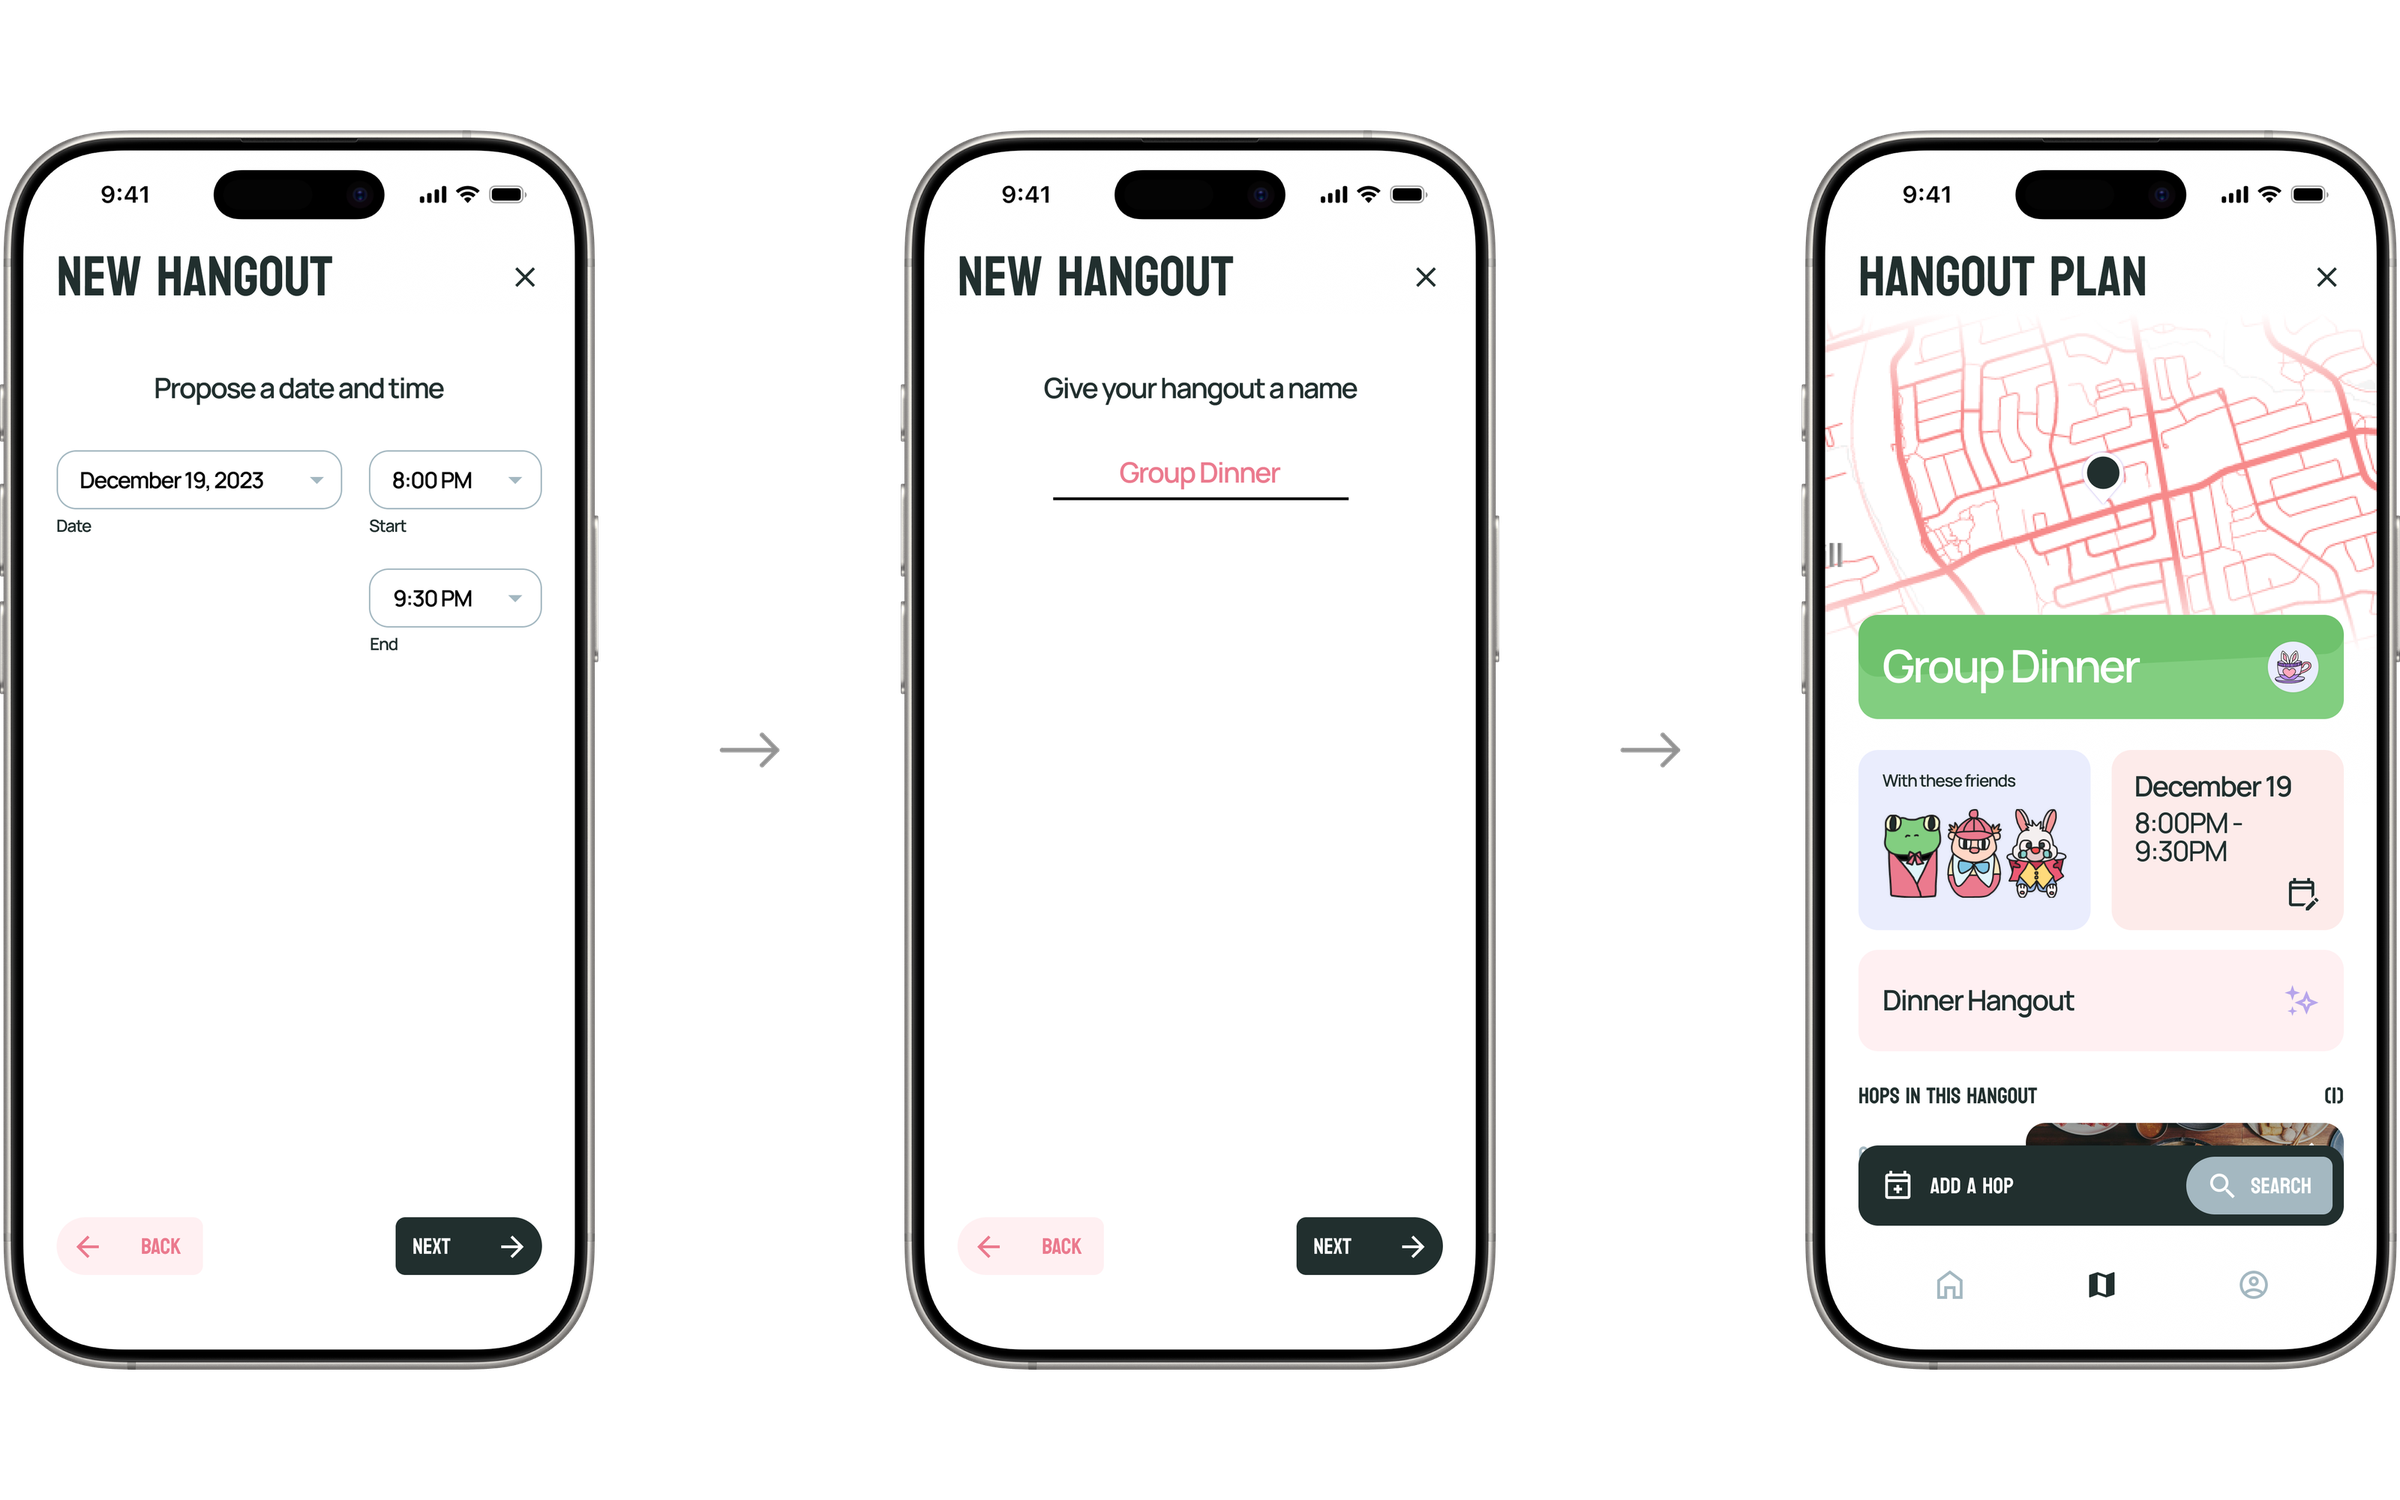 9:41
NEW HANGOUT
Propose a date and time
December 19, 2023
8:00 PM
Date
Start
9:30 PM
End
BACK
NEXT
9:41
NEW HANGOUT
Give your hangout a name
Group Dinner
BACK
NEXT
9:41
HANGOUT PLAN
Group Dinner
With these friends
December 19
8:00PM -
9:30PM
Dinner Hangout
HOPS IN THIS HANGOUT
(1)
ADD A HOP
SEARCH